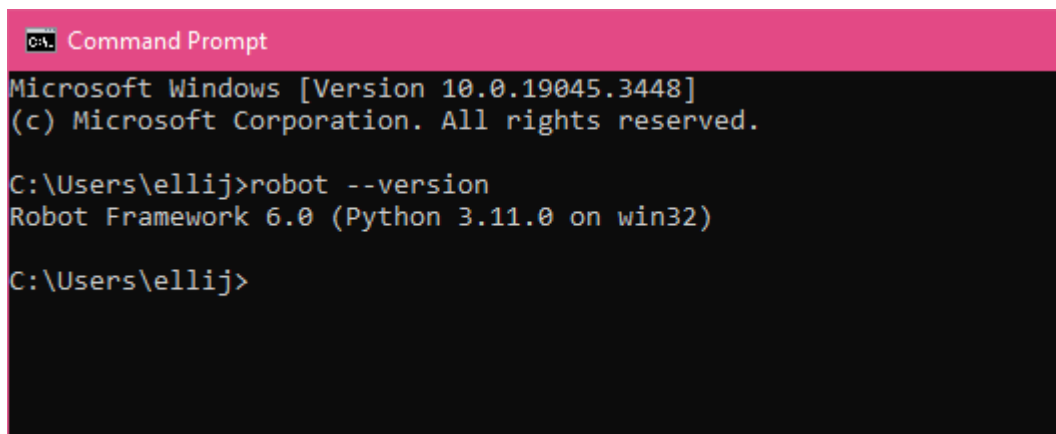 Command Prompt
Microsoft Windows [Version 10.0.19045.3448]
(c) Microsoft Corporation. All rights reserved.
C:\Users\ellij>robot --version
Robot Framework 6.0 (Python 3.11.0 on win32)
C:\Users\ellij>